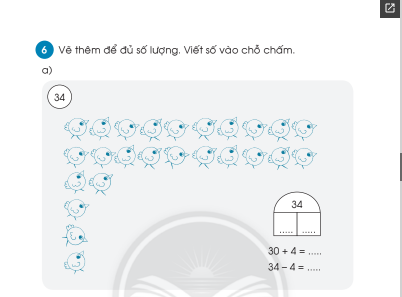 6 Vẽ thêm để đủ số lượng. Viết số vào chỗ chấm.
a)
34
34
..... .....
30 + 4 = .....
34 – 4 = .....